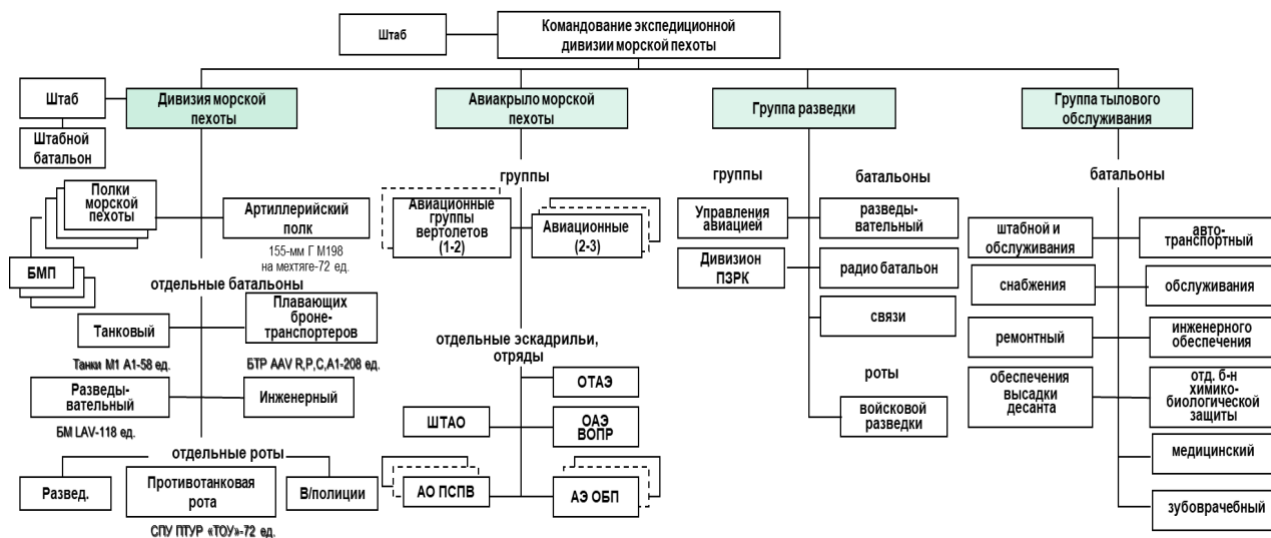 Штаб
Командование экспедиционной
дивизии морской пехоты
Штаб
Дивизия морской
пехоты
Штабной
батальон
Полки
морской
пехоты
БМП
Артиллерийский
полк
155-мм Г М198
на мехтяге-72 ед.
отдельные батальоны
Танковый
Плавающих
броне-
транспортеров
Танки М1 А1-58 ед.
БТР AAV R,P,C,A1-208 ед.
Разведы-
вательный
Инженерный
БМ LAV-118 ед.
отдельные роты
Развед.
Противотанковая
рота
В/полиции
СПУ ПТУР «ТОУ»-72 ед.
Авиакрыло морской
пехоты
группы
Авиационные
группы
вертолетов
(1-2)
Авиационные
(2-3)
отдельные эскадрильи,
отряды
ОТАЭ
ШТАО
ОАЭ
ВОПР
АО ПСПВ
АЭ ОБП
Группа разведки
группы
батальоны
Управления
авиацией
разведы-
вательный
Дивизион
ПЗРК
радио батальон
связи
роты
войсковой
разведки
Группа тылового
обслуживания
батальоны
штабной и
обслуживания
авто-
транспортный
снабжения
обслуживания
ремонтный
инженерного
обеспечения
обеспечения
высадки
десанта
отд. б-н
химико-
биологической
защиты
медицинский
зубоврачебный